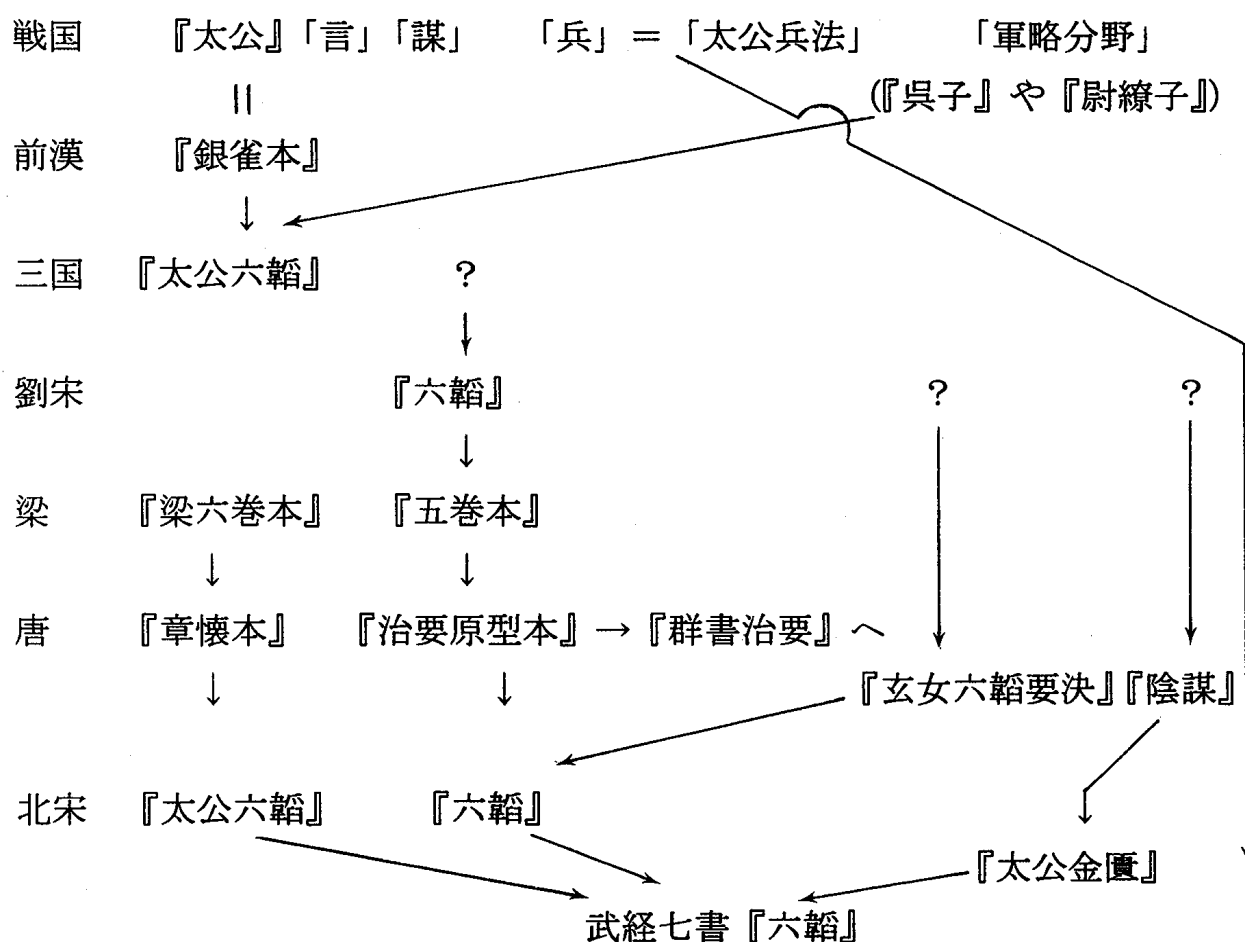 戦国 『太公』「言」「謀」 「兵」＝「太公兵法」 「軍略分野」
＝ (『呉子』や『尉繚子』)
前漢 『銀雀本』
↓
三国 『太公六韜』 ?
↓
劉宋 『六韜』 ? ?
↓
梁 『梁六巻本』 『五巻本』
↓ ↓
唐 『章懐本』 『治要原型本』→『群書治要』へ
↓ ↓ 『玄女六韜要決』『陰謀』
北宋 『太公六韜』 『六韜』
『太公金匱』
武経七書『六韜』